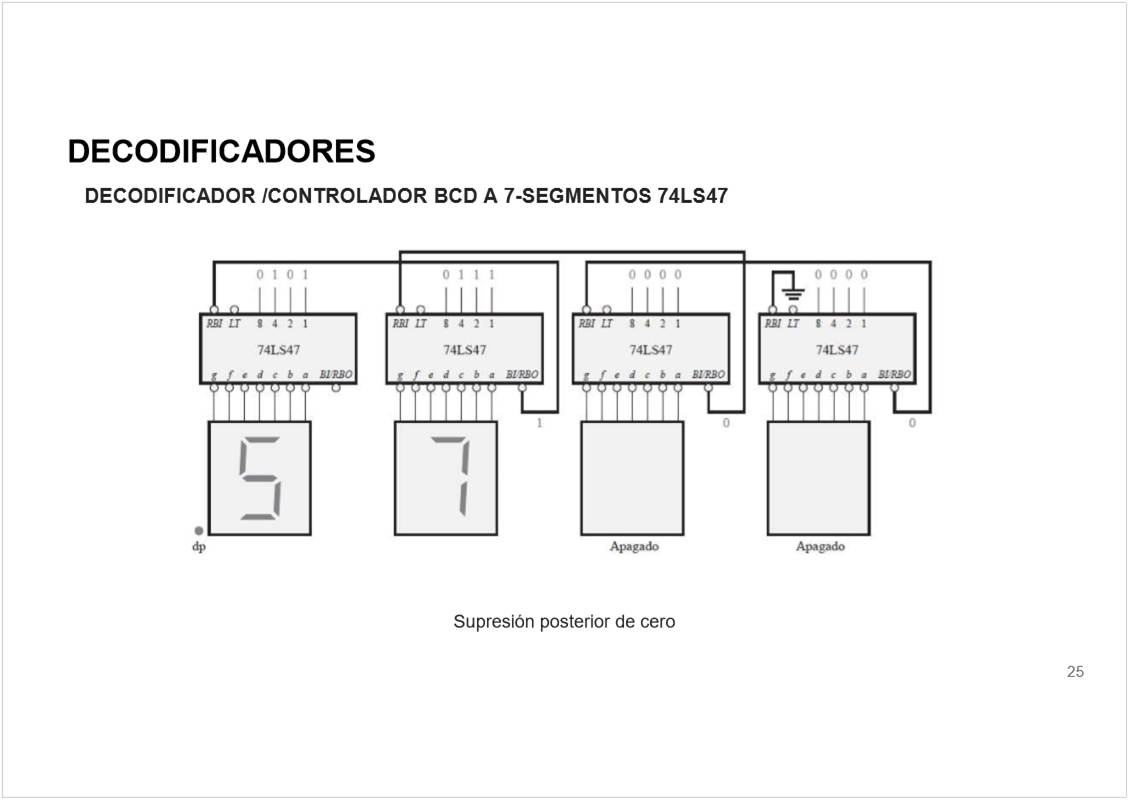 DECODIFICADORES
DECODIFICADOR /CONTROLADOR BCD A 7-SEGMENTOS 74LS47
0 1 0 1 0 1 1 1 0 0 0 0 0 0 0 0
RBI LT 8 4 2 1 RBI LT 8 4 2 1 RBI LT 8 4 2 1 RBI LT 8 4 2 1
74LS47 74LS47 74LS47 74LS47
g f e d c b a BI/RBO g f e d c b a BI/RBO g f e d c b a BI/RBO g f e d c b a BI/RBO
1 0 0
5 7
dp Apagado Apagado
Supresión posterior de cero
25